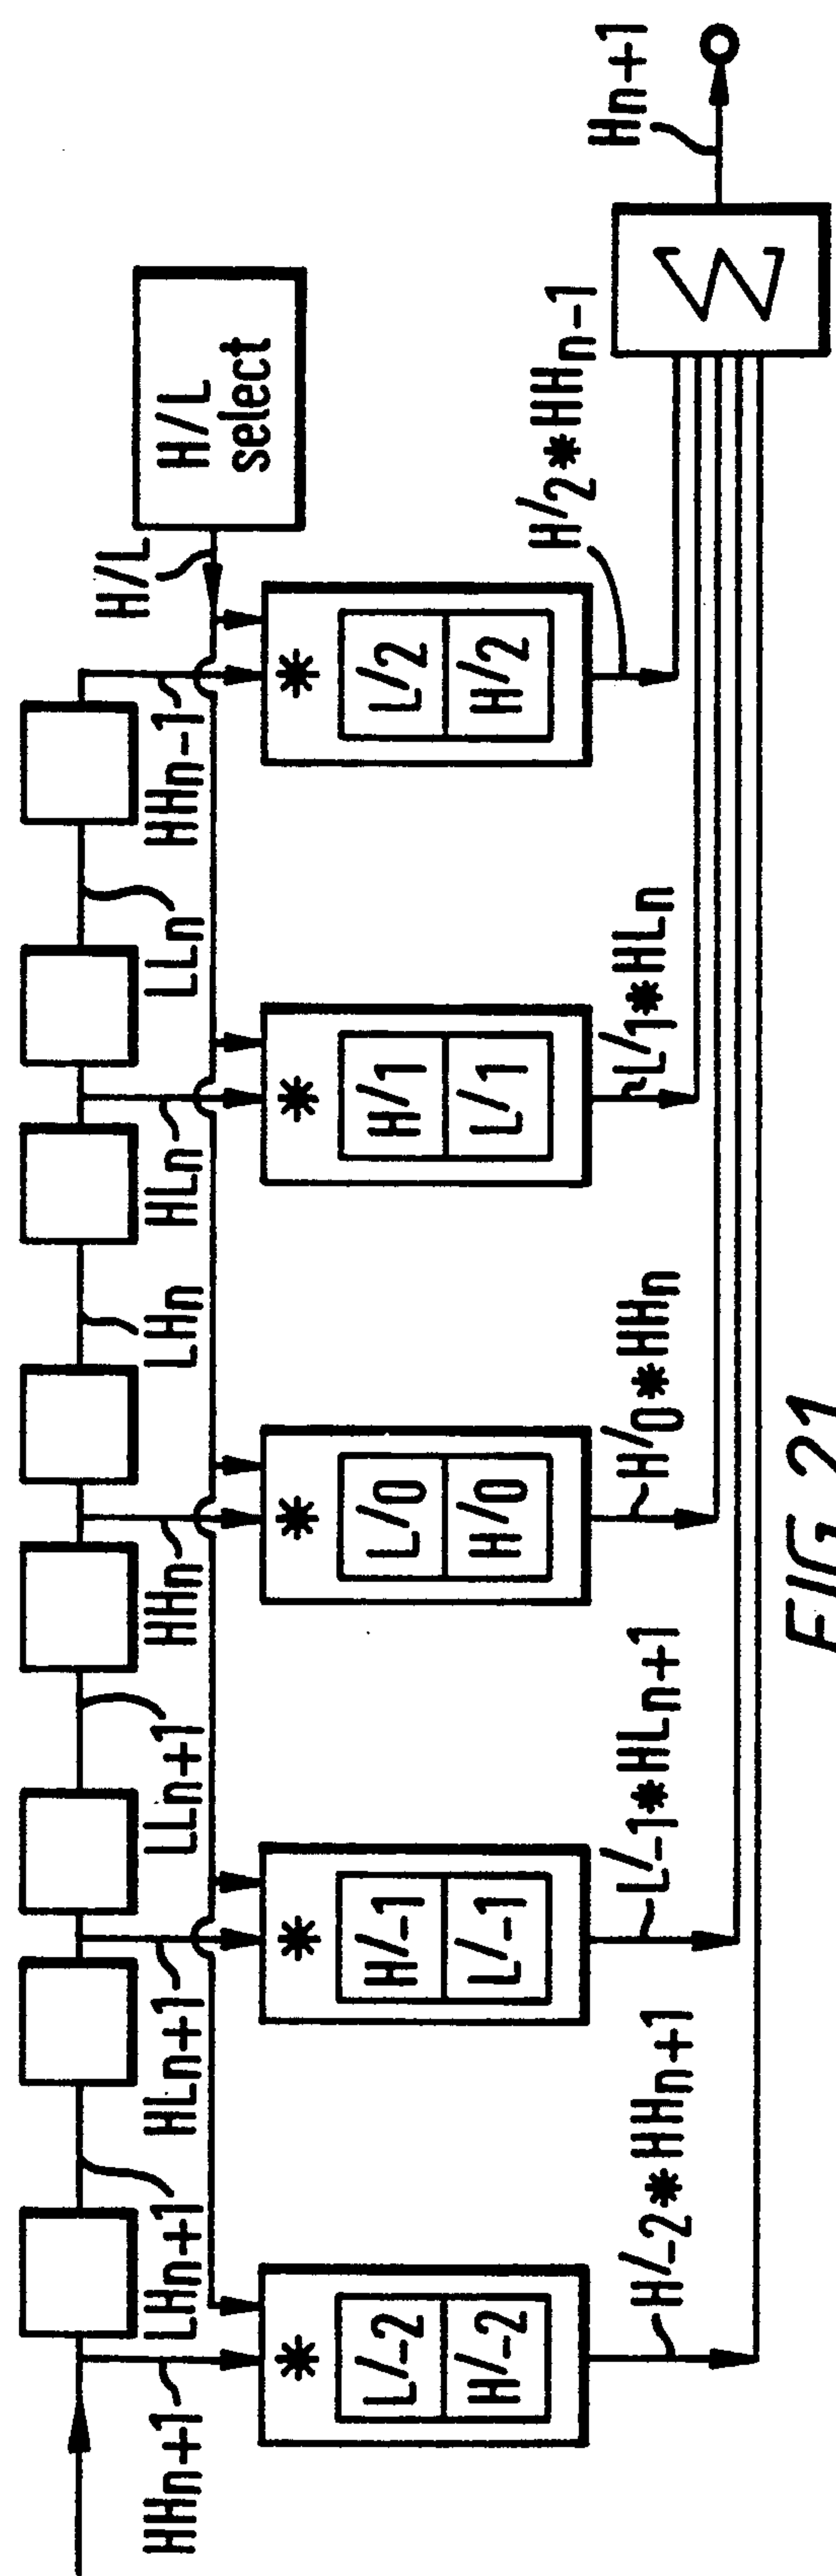 HHn+1
LHn+1
HLn+1
LLn+1
HHn
LHn
HLn
LLn
HHn-1
H/L
H/L
select
*
L'/-2
H'/-2
*
H'/-1
L'/-1
*
L'/0
H'/0
*
H'/1
L'/1
*
L'/2
H'/2
H'/-2*HHn+1
L'/-1*HLn+1
H'/0*HHn
L'/1*HLn
H'/2*HHn-1
Σ
Hn+1
FIG. 21